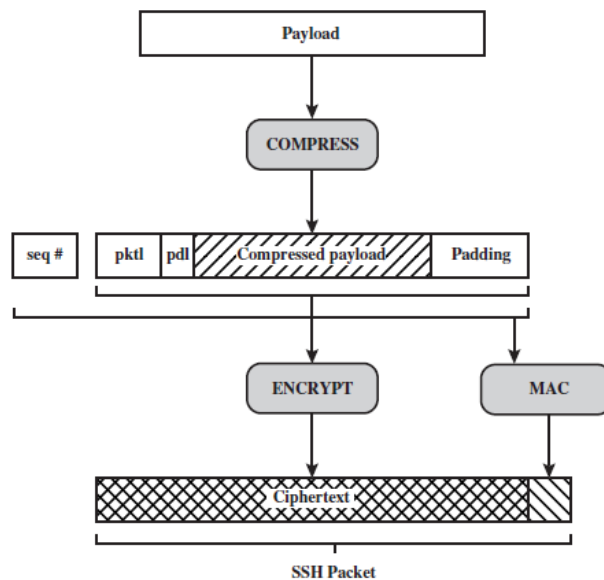 Payload
COMPRESS
seq # pktl pdl Compressed payload Padding
ENCRYPT MAC
Ciphertext
SSH Packet